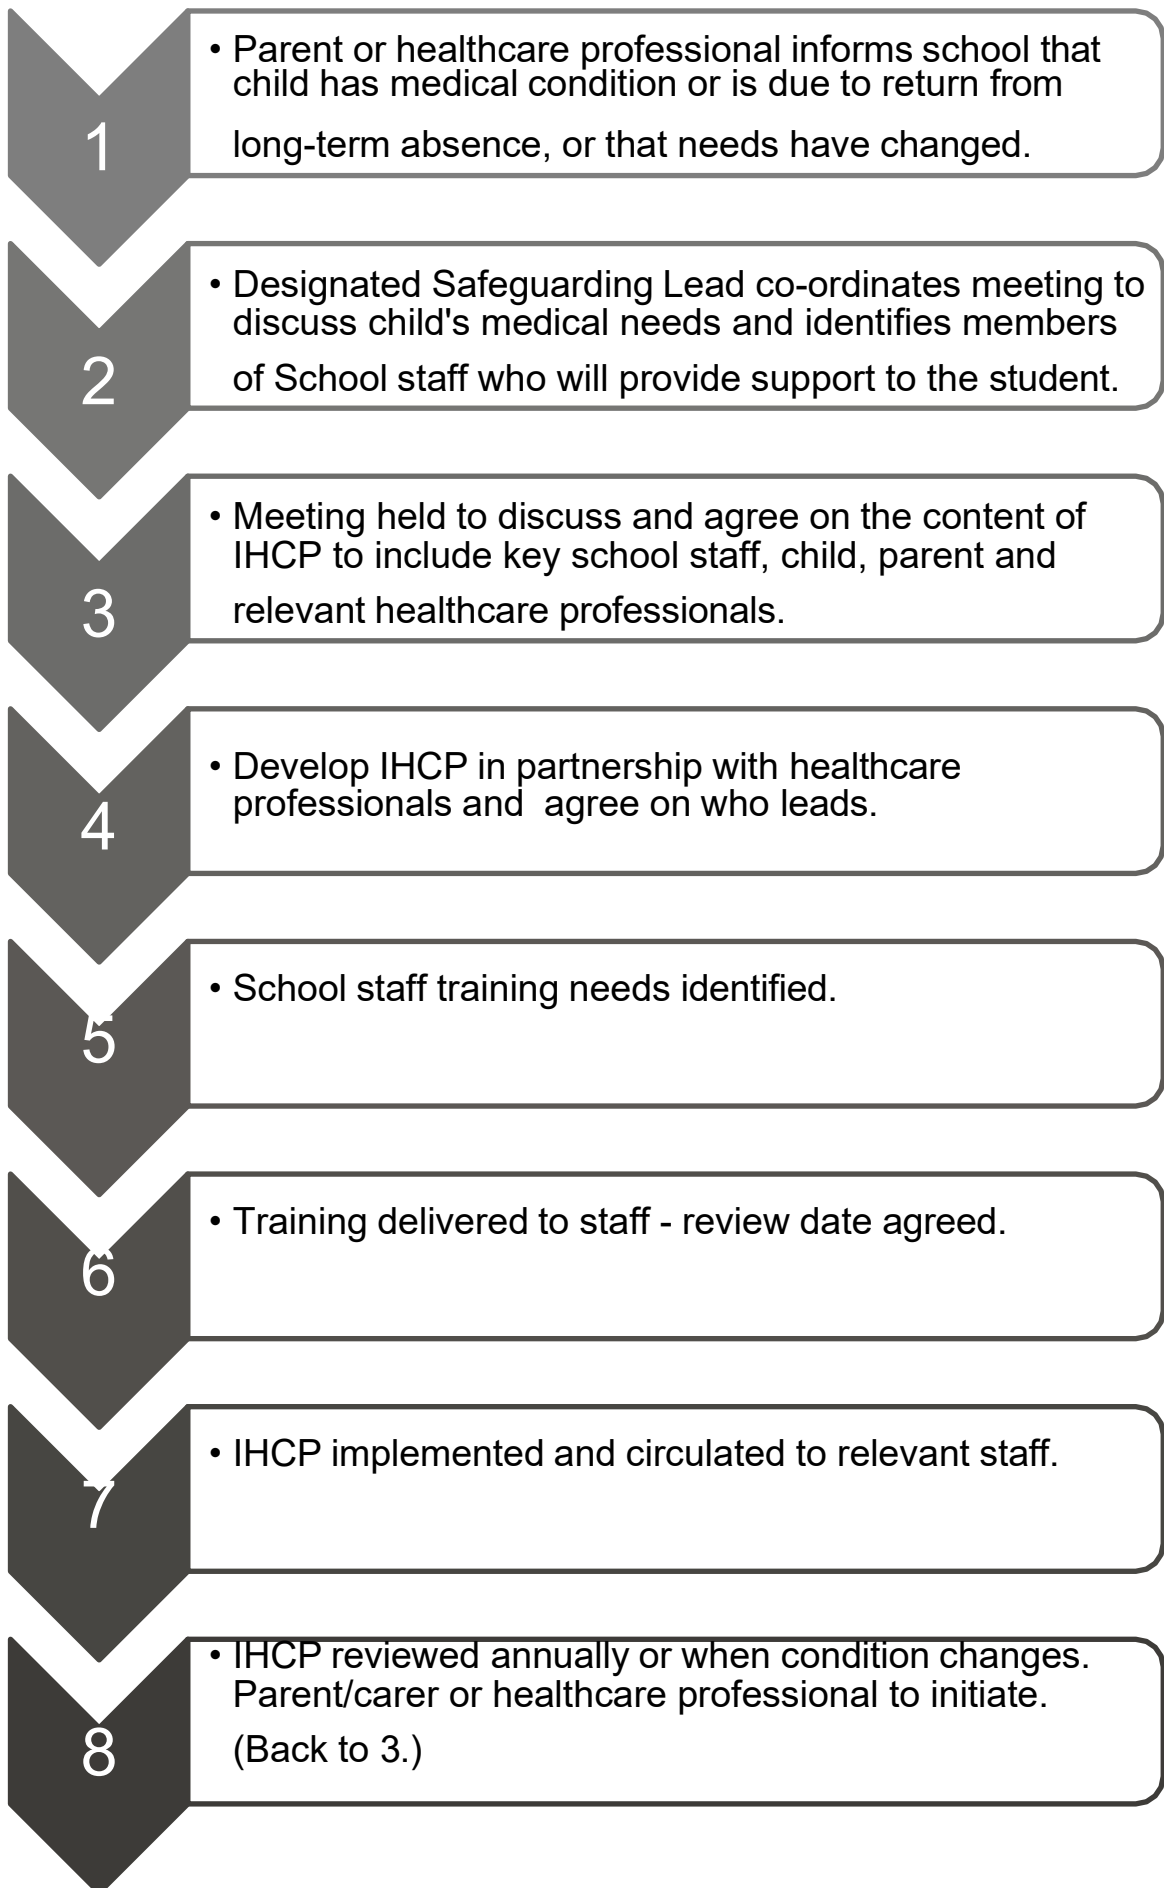 1
• Parent or healthcare professional informs school that
child has medical condition or is due to return from
long-term absence, or that needs have changed.
2
• Designated Safeguarding Lead co-ordinates meeting to
discuss child's medical needs and identifies members
of School staff who will provide support to the student.
3
• Meeting held to discuss and agree on the content of
IHCP to include key school staff, child, parent and
relevant healthcare professionals.
4
• Develop IHCP in partnership with healthcare
professionals and  agree on who leads.
5
• School staff training needs identified.
6
• Training delivered to staff - review date agreed.
7
• IHCP implemented and circulated to relevant staff.
8
• IHCP reviewed annually or when condition changes.
Parent/carer or healthcare professional to initiate.
(Back to 3.)